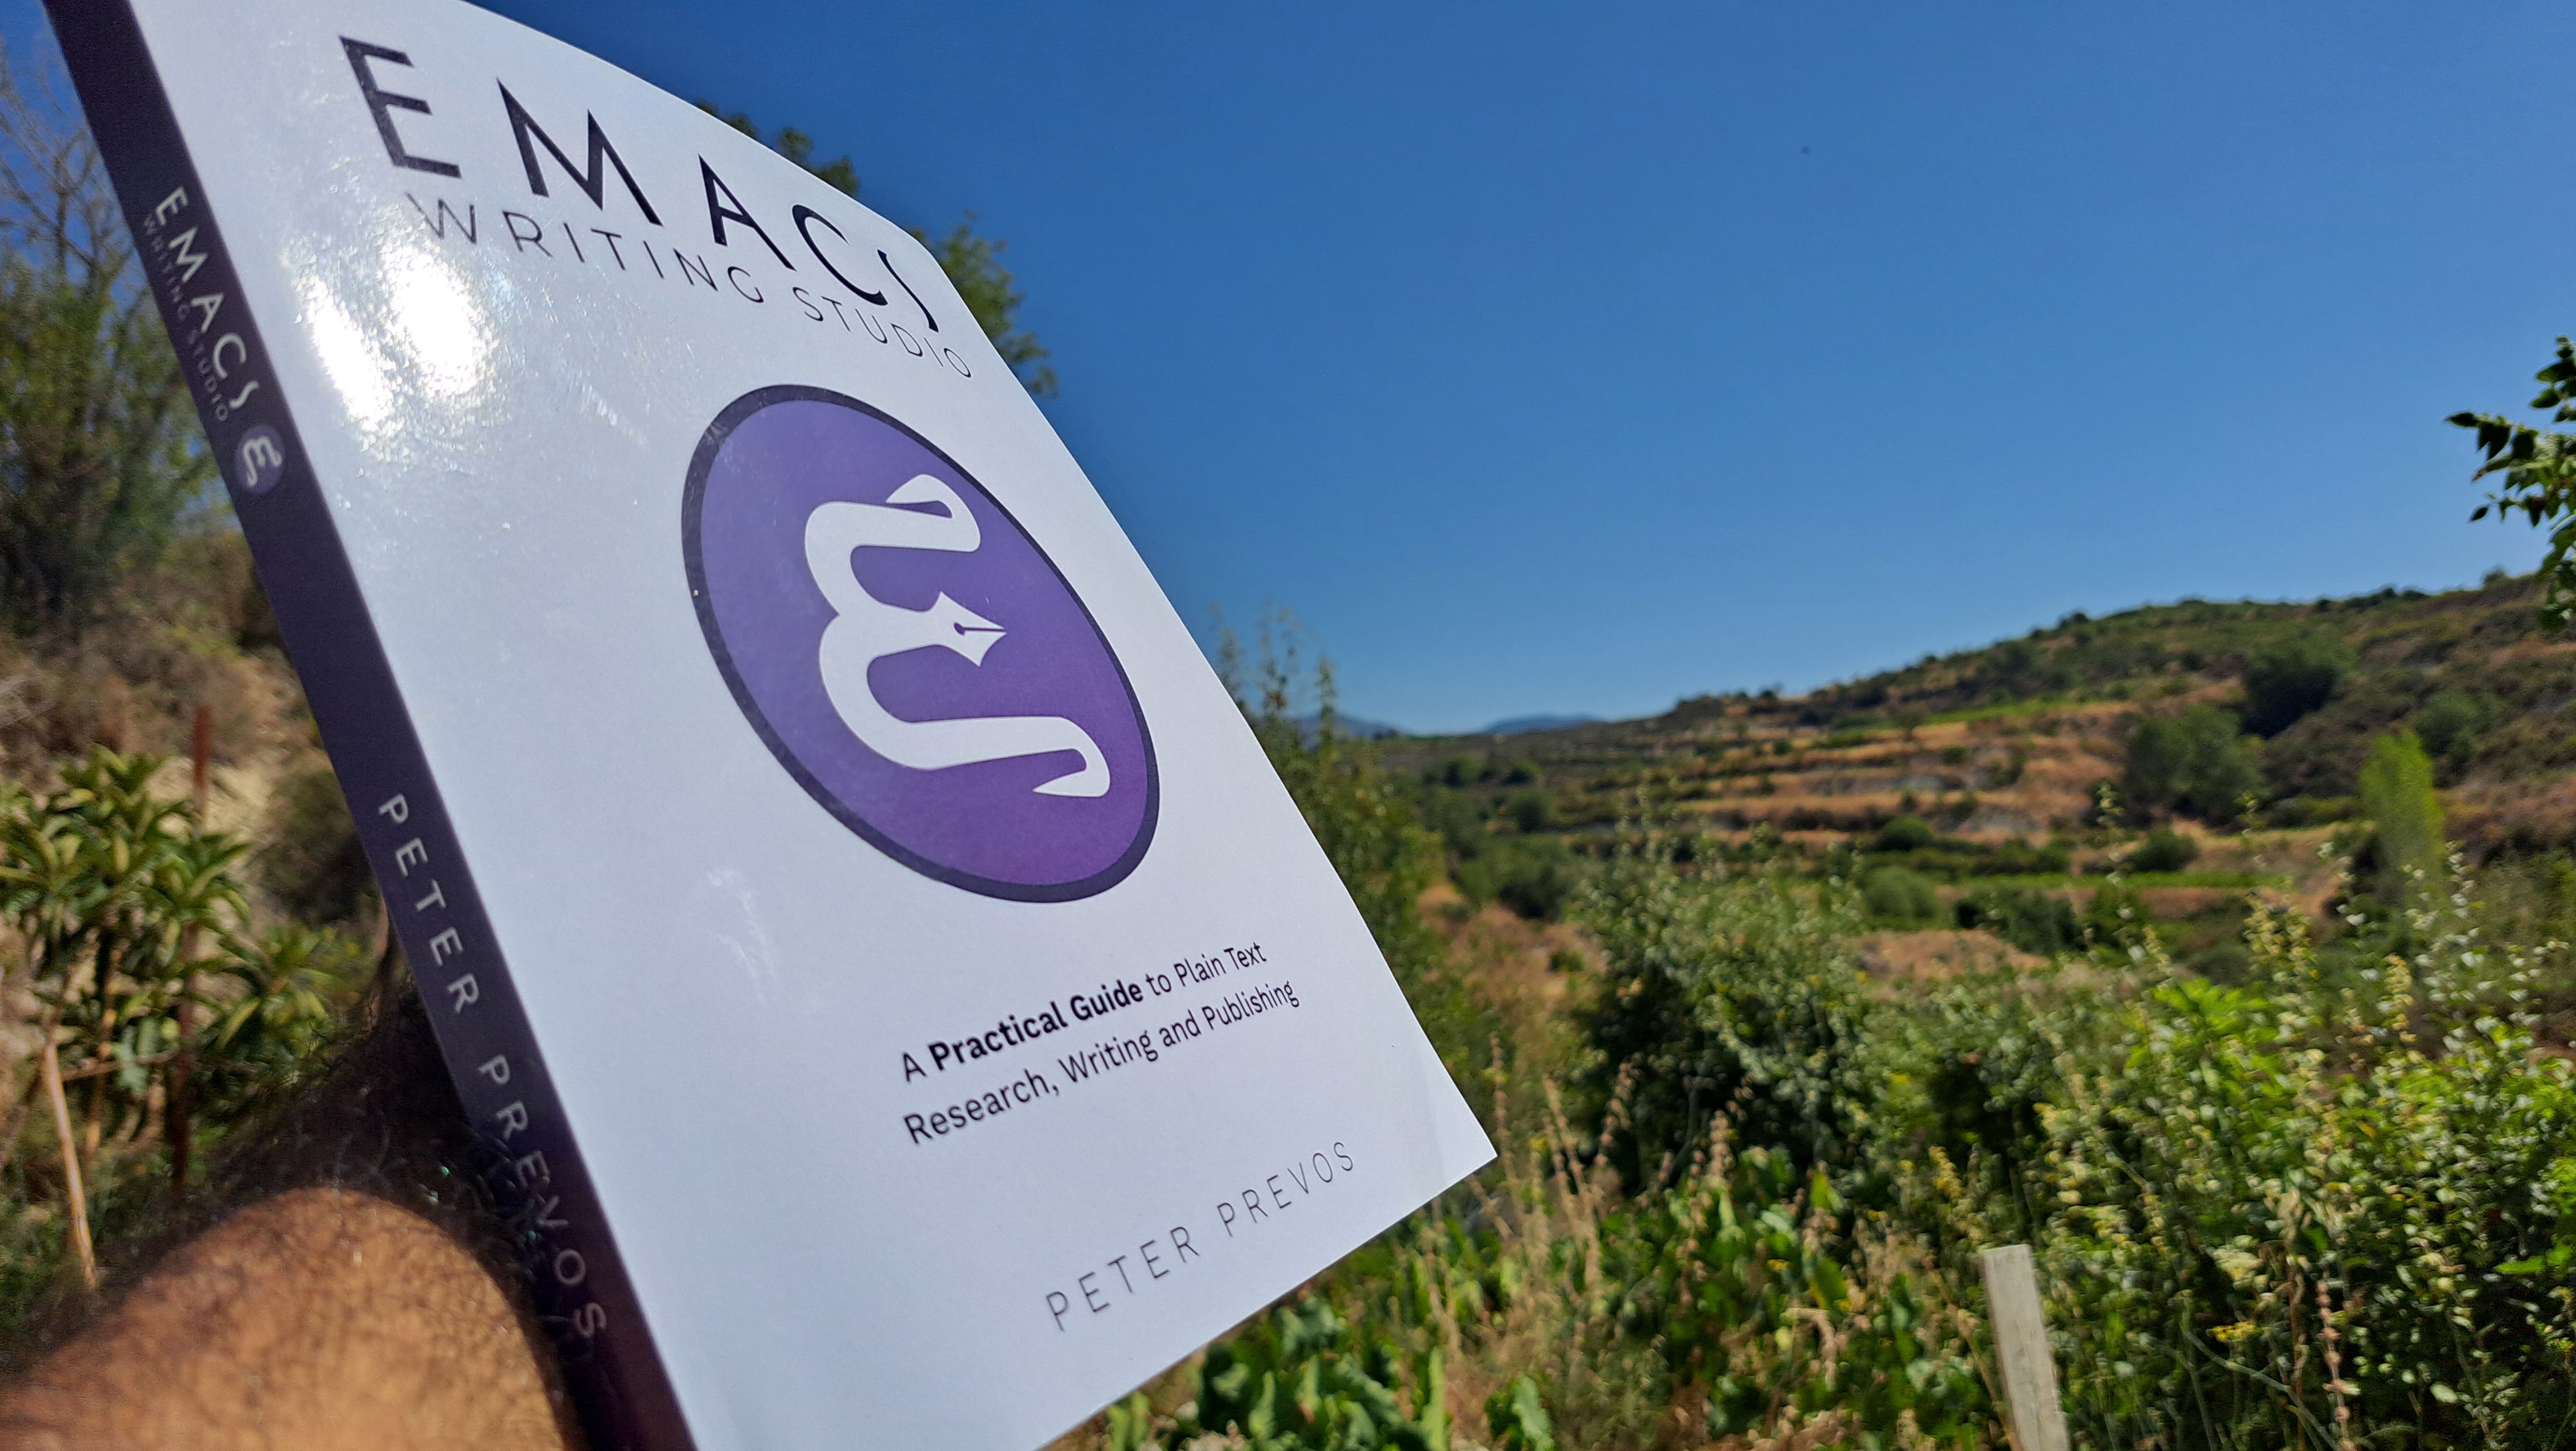 EMACS
WRITING STUDIO
A Practical Guide to Plain Text
Research, Writing and Publishing
PETER PREVOS
EMACS
WRITING STUDIO
PETER PREVOS